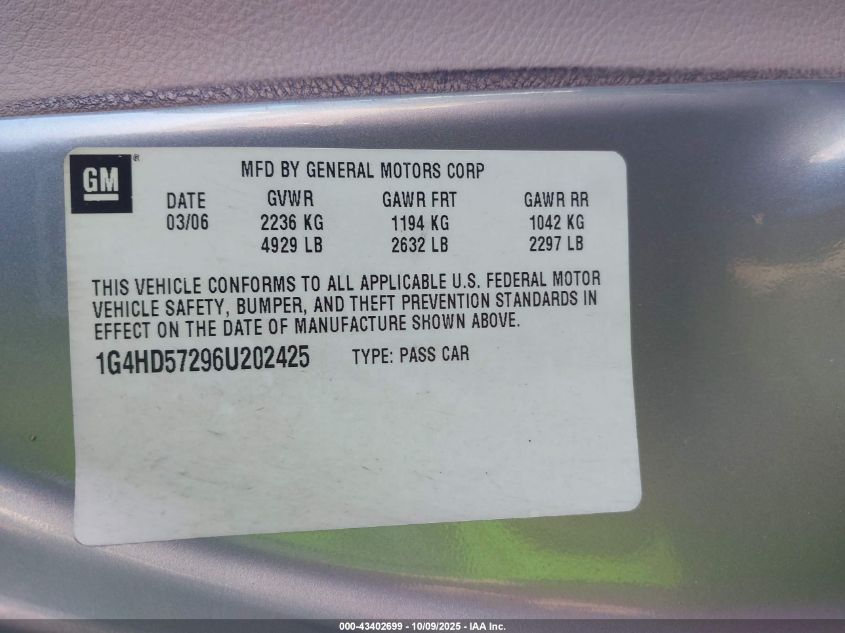 GM ®
MFD BY GENERAL MOTORS CORP
DATE GVWR GAWR FRT GAWR RR
03/06 2236 KG 1194 KG 1042 KG
4929 LB 2632 LB 2297 LB
THIS VEHICLE CONFORMS TO ALL APPLICABLE U.S. FEDERAL MOTOR
VEHICLE SAFETY, BUMPER, AND THEFT PREVENTION STANDARDS IN
EFFECT ON THE DATE OF MANUFACTURE SHOWN ABOVE.
1G4HD57296U202425 TYPE: PASS CAR
000-43402699 - 10/09/2025 - IAA Inc.